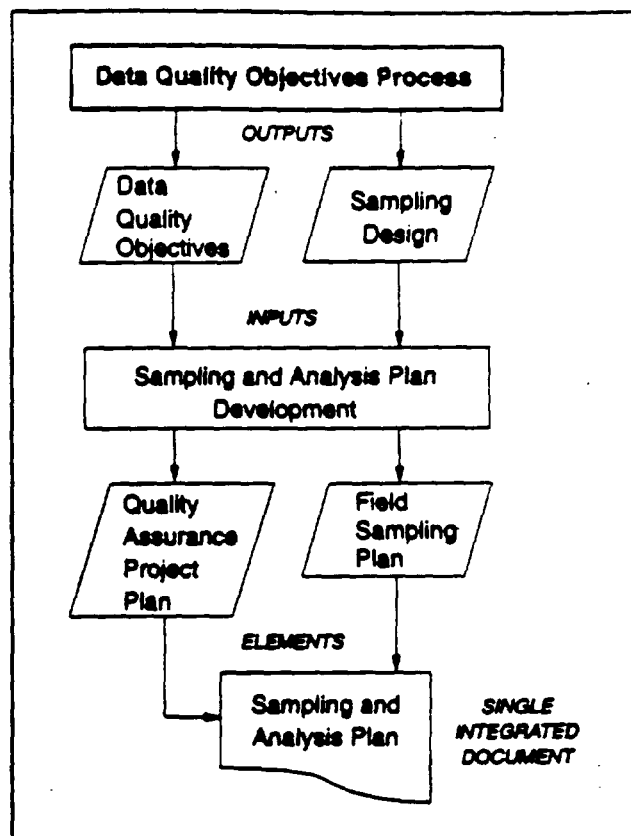 Data Quality Objectives Process
OUTPUTS
Data
Quality
Objectives
Sampling
Design
INPUTS
Sampling and Analysis Plan
Development
Quality
Assurance
Project
Plan
Field
Sampling
Plan
ELEMENTS
Sampling and
Analysis Plan
SINGLE
INTEGRATED
DOCUMENT